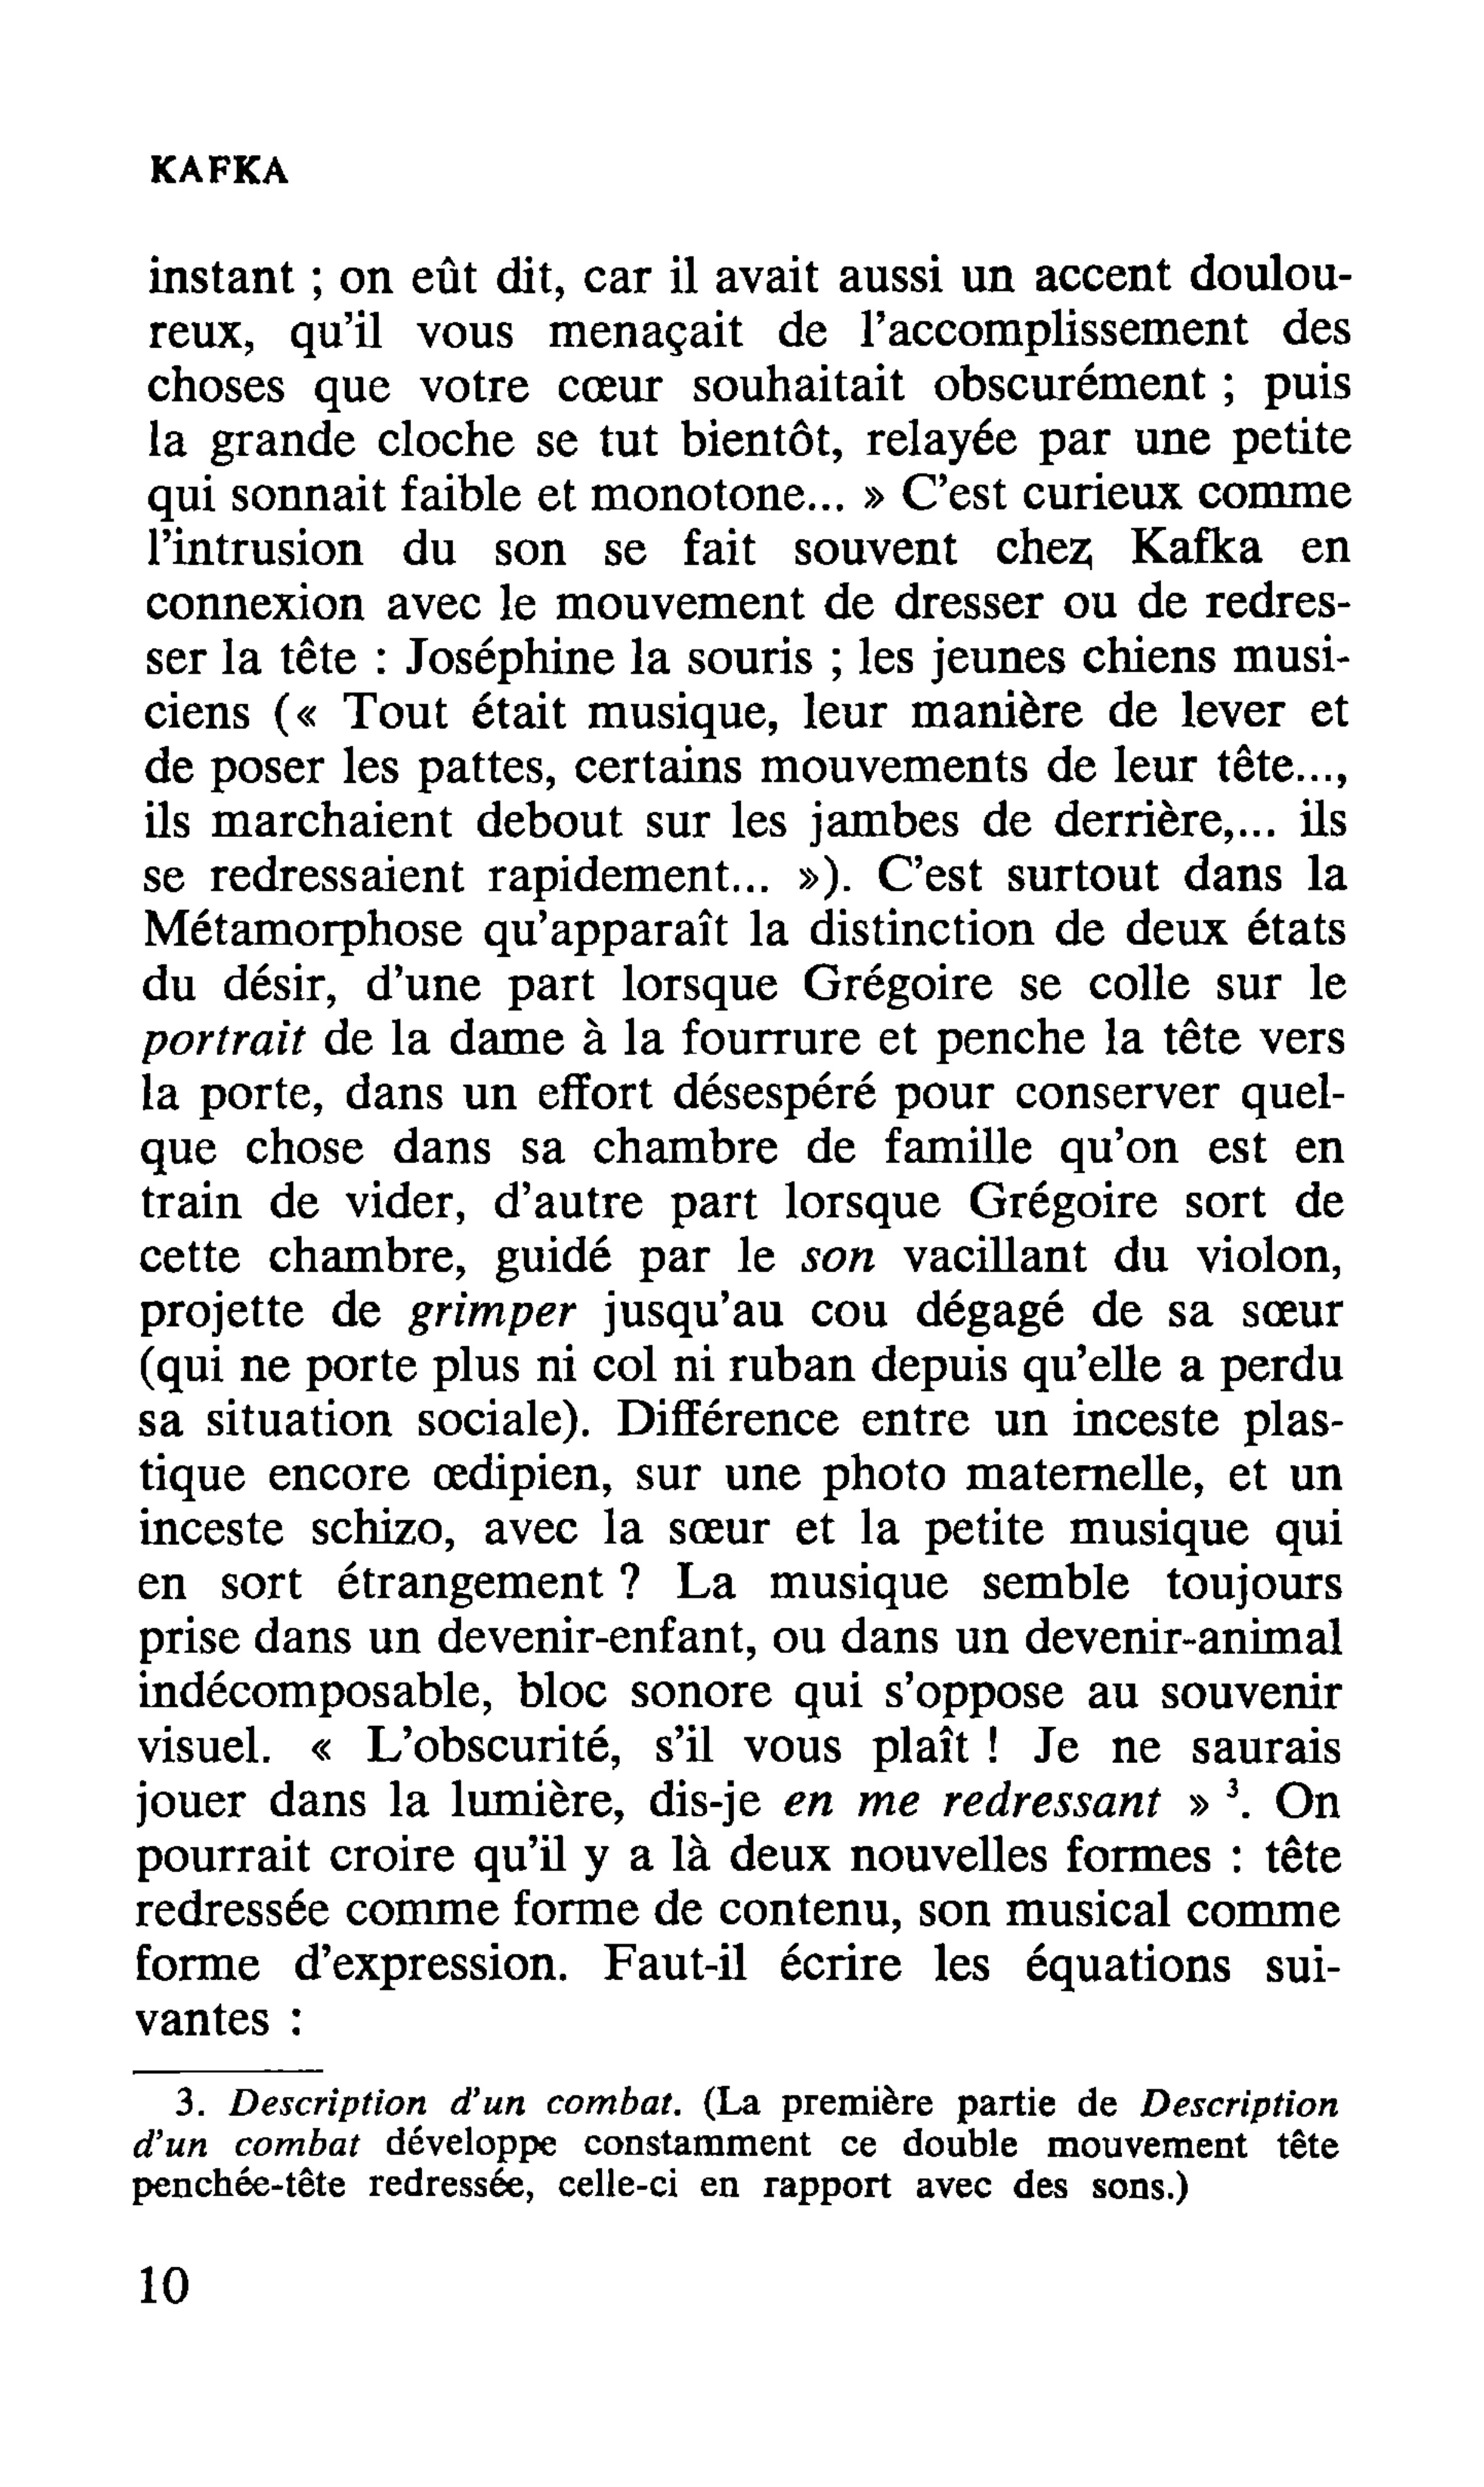 KAFKA
instant ; on eût dit, car il avait aussi un accent doulou-
reux, qu'il vous menaçait de l'accomplissement des
choses que votre cœur souhaitait obscurément ; puis
la grande cloche se tut bientôt, relayée par une petite
qui sonnait faible et monotone... » C'est curieux comme
l'intrusion du son se fait souvent chez Kafka en
connexion avec le mouvement de dresser ou de redres-
ser la tête : Joséphine la souris ; les jeunes chiens musi-
ciens (« Tout était musique, leur manière de lever et
de poser les pattes, certains mouvements de leur tête...,
ils marchaient debout sur les jambes de derrière,... ils
se redressaient rapidement... »). C'est surtout dans la
Métamorphose qu'apparaît la distinction de deux états
du désir, d'une part lorsque Grégoire se colle sur le
portrait de la dame à la fourrure et penche la tête vers
la porte, dans un effort désespéré pour conserver quel-
que chose dans sa chambre de famille qu'on est en
train de vider, d'autre part lorsque Grégoire sort de
cette chambre, guidé par le son vacillant du violon,
projette de grimper jusqu'au cou dégagé de sa sœur
(qui ne porte plus ni col ni ruban depuis qu'elle a perdu
sa situation sociale). Différence entre un inceste plas-
tique encore œdipien, sur une photo maternelle, et un
inceste schizo, avec la sœur et la petite musique qui
en sort étrangement ? La musique semble toujours
prise dans un devenir-enfant, ou dans un devenir-animal
indécomposable, bloc sonore qui s'oppose au souvenir
visuel. « L'obscurité, s'il vous plaît ! Je ne saurais
jouer dans la lumière, dis-je en me redressant » ³. On
pourrait croire qu'il y a là deux nouvelles formes : tête
redressée comme forme de contenu, son musical comme
forme d'expression. Faut-il écrire les équations sui-
vantes :
3. Description d'un combat. (La première partie de Description
d'un combat développe constamment ce double mouvement tête
penchée-tête redressée, celle-ci en rapport avec des sons.)
10